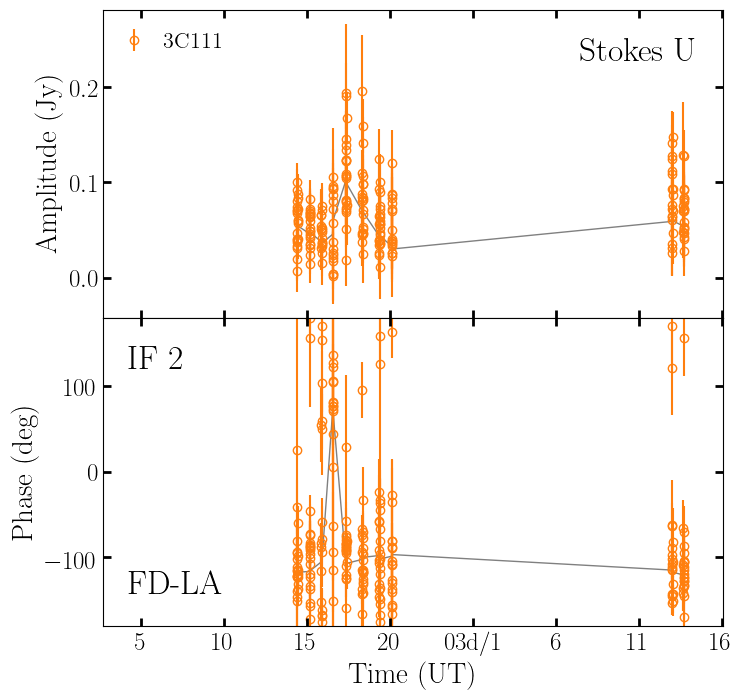 3C111
Stokes U
Amplitude (Jy)
0.2
0.1
0.0
IF 2
Phase (deg)
100
0
−100
FD-LA
5 10 15 20 03d/1 6 11 16
Time (UT)